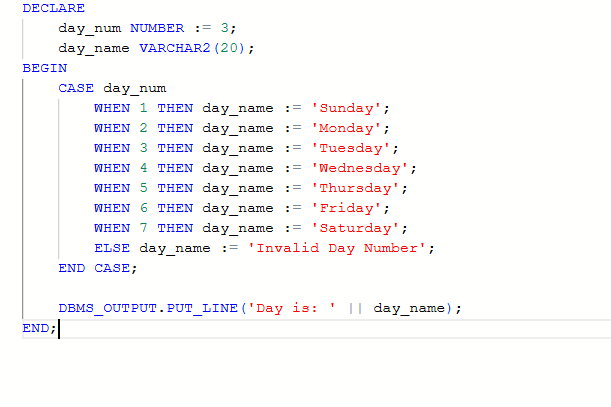 DECLARE
    day_num NUMBER := 3;
    day_name VARCHAR2(20);
BEGIN
    CASE day_num
        WHEN 1 THEN day_name := 'Sunday';
        WHEN 2 THEN day_name := 'Monday';
        WHEN 3 THEN day_name := 'Tuesday';
        WHEN 4 THEN day_name := 'Wednesday';
        WHEN 5 THEN day_name := 'Thursday';
        WHEN 6 THEN day_name := 'Friday';
        WHEN 7 THEN day_name := 'Saturday';
        ELSE day_name := 'Invalid Day Number';
    END CASE;

    DBMS_OUTPUT.PUT_LINE('Day is: ' || day_name);
END;